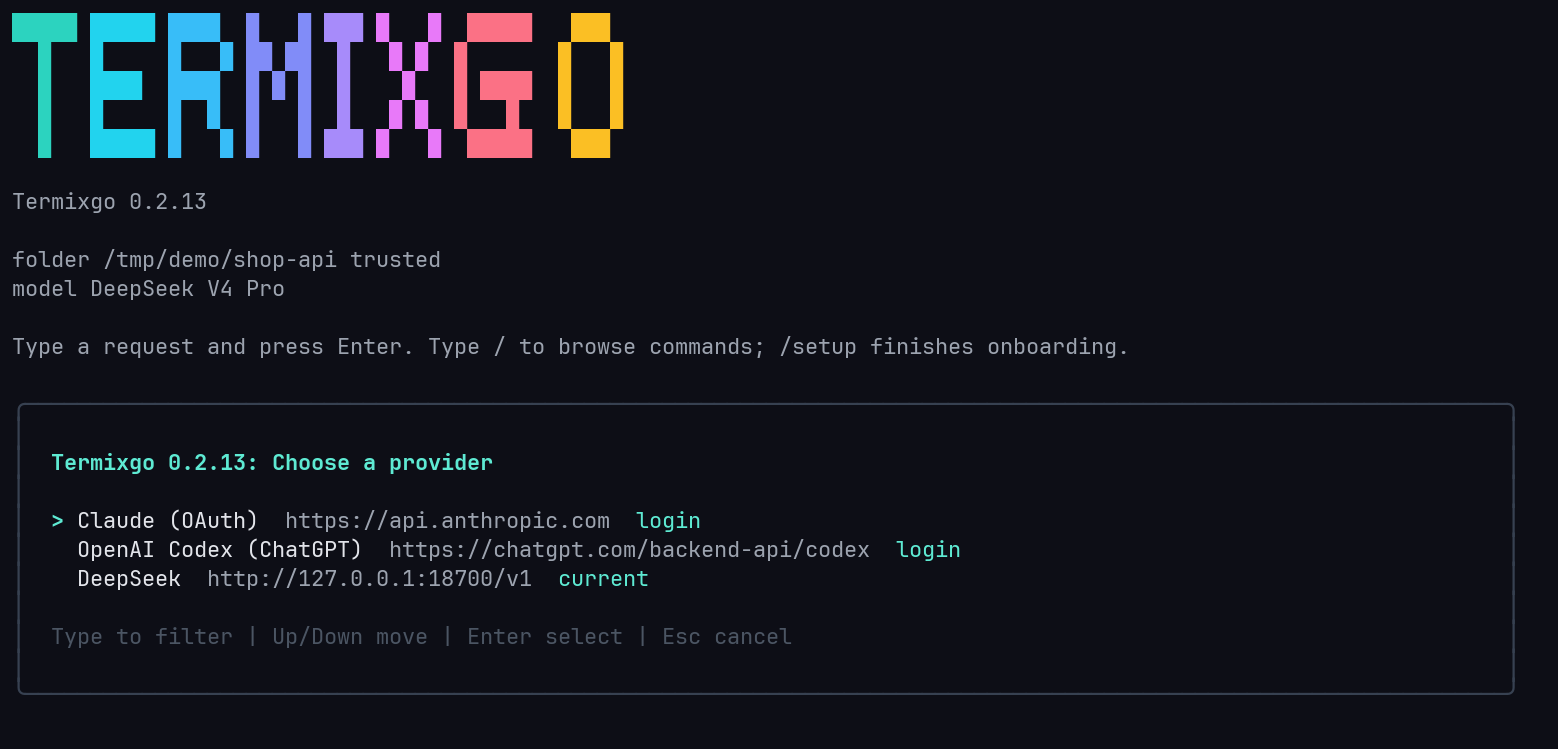 TERMIXGO
Termixgo 0.2.13
folder /tmp/demo/shop-api trusted
model DeepSeek V4 Pro
Type a request and press Enter. Type / to browse commands; /setup finishes onboarding.
Termixgo 0.2.13: Choose a provider
> Claude (OAuth)  https://api.anthropic.com  login
OpenAI Codex (ChatGPT)  https://chatgpt.com/backend-api/codex  login
DeepSeek  http://127.0.0.1:18700/v1  current
Type to filter | Up/Down move | Enter select | Esc cancel